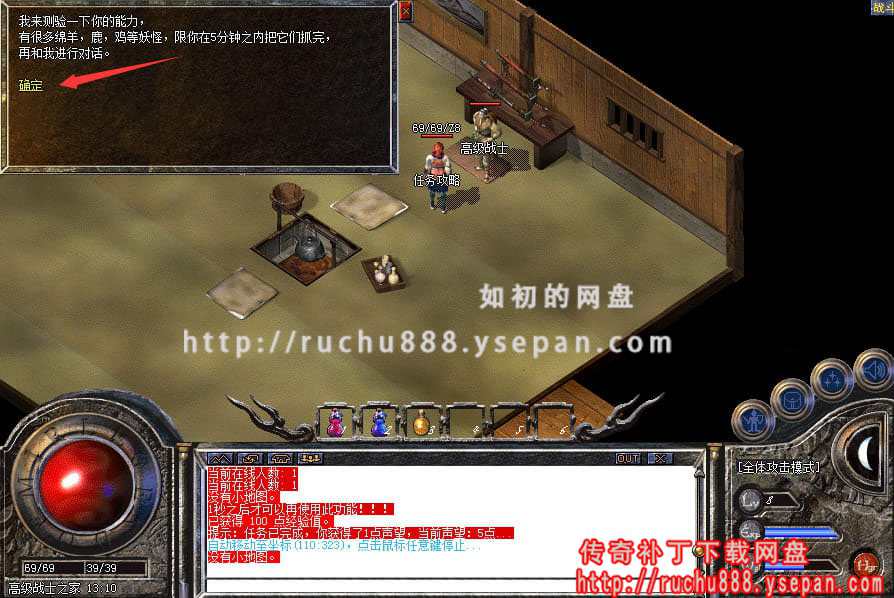 我来测验一下你的能力，
有很多绵羊，鹿，鸡等妖怪，限你在5分钟之内把它们抓完，
再和我进行对话。
确定
战斗
69/69/Z8
高级战士
任务攻略
如初的网盘
http://ruchu888.ysepan.com
5
6
OUT
当前在线人数：1
当前在线人数：1
没有小地图。
1秒之后才可以再使用此功能！！！
已获得 100 点经验值。
提示：任务已完成，你获得了1点声望，当前声望：5点...
自动移动至坐标(110:323)，点击鼠标任意键停止...
没有小地图。
[全体攻击模式]
Lv 8
Exp
69/69 39/39
高级战士之家 13:10
传奇补丁下载网盘
http://ruchu888.ysepan.com